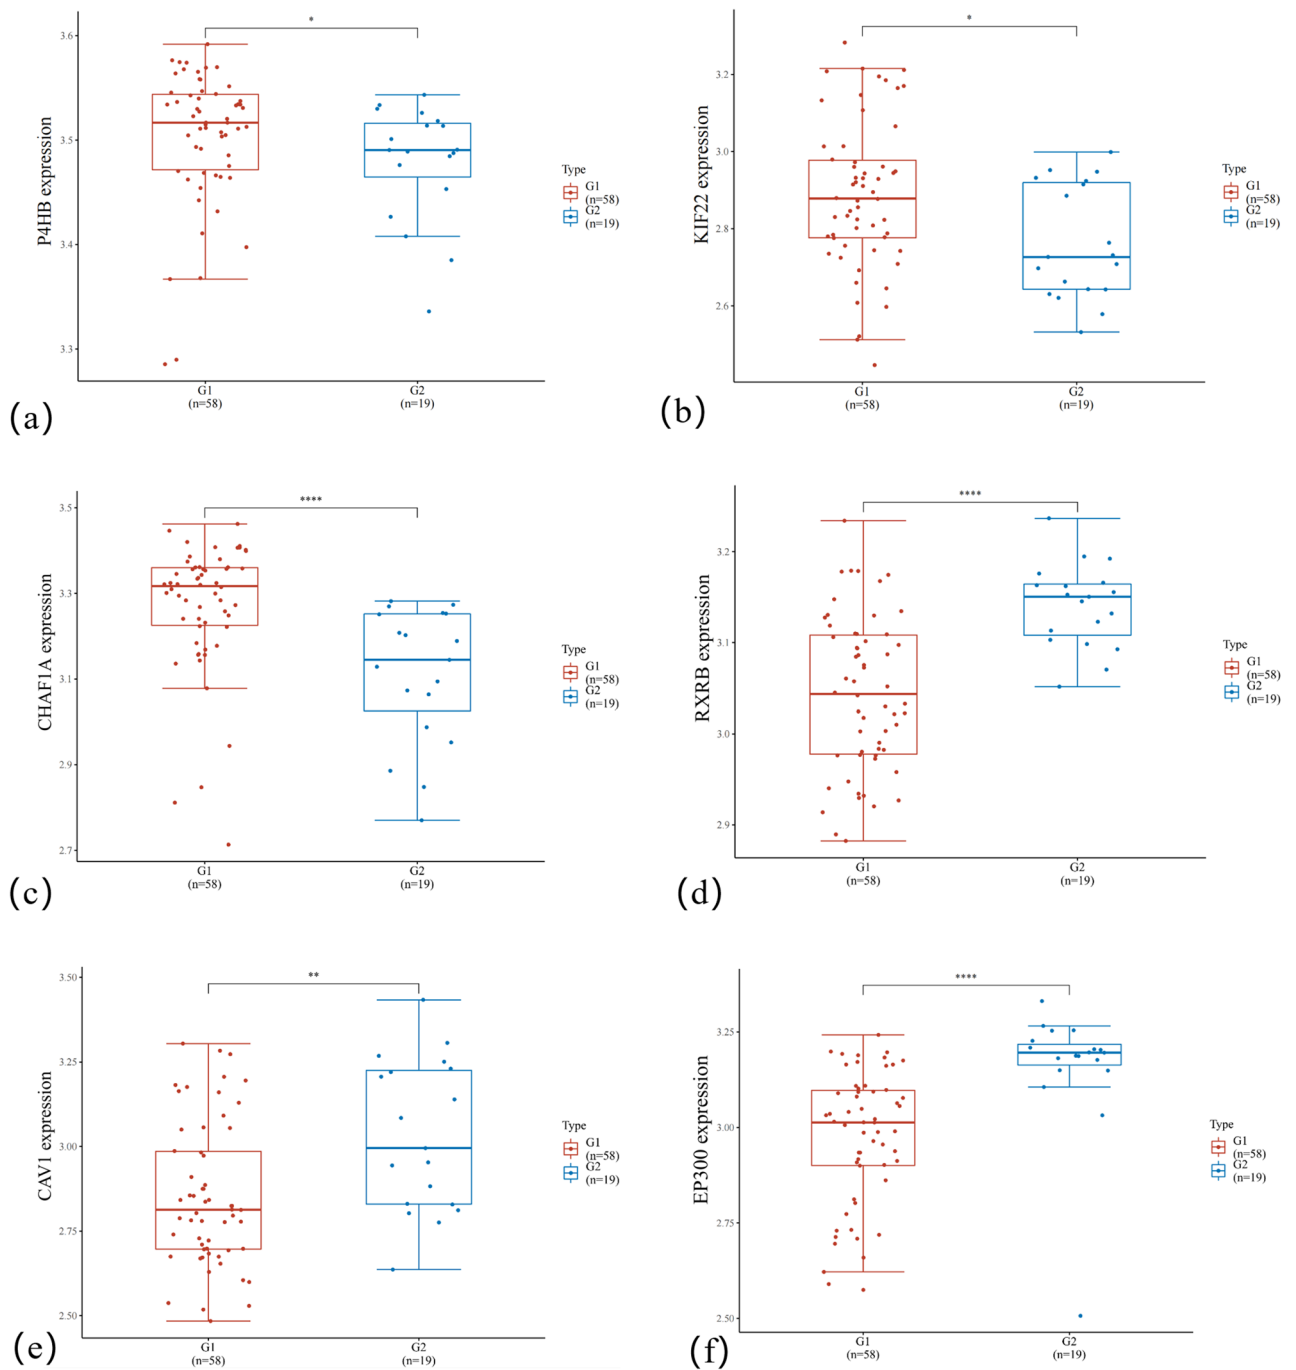 *
3.6
3.5
3.4
3.3
P4HB expression
G1
(n=58)
G2
(n=19)
Type
G1
(n=58)
G2
(n=19)
(a)
*
3.2
3.0
2.8
2.6
KIF22 expression
G1
(n=58)
G2
(n=19)
Type
G1
(n=58)
G2
(n=19)
(b)
****
3.5
3.3
3.1
2.9
2.7
CHAF1A expression
G1
(n=58)
G2
(n=19)
Type
G1
(n=58)
G2
(n=19)
(c)
****
3.2
3.1
3.0
2.9
RXRB expression
G1
(n=58)
G2
(n=19)
Type
G1
(n=58)
G2
(n=19)
(d)
**
3.50
3.25
3.00
2.75
2.50
CAV1 expression
G1
(n=58)
G2
(n=19)
Type
G1
(n=58)
G2
(n=19)
(e)
****
3.25
3.00
2.75
2.50
EP300 expression
G1
(n=58)
G2
(n=19)
Type
G1
(n=58)
G2
(n=19)
(f)